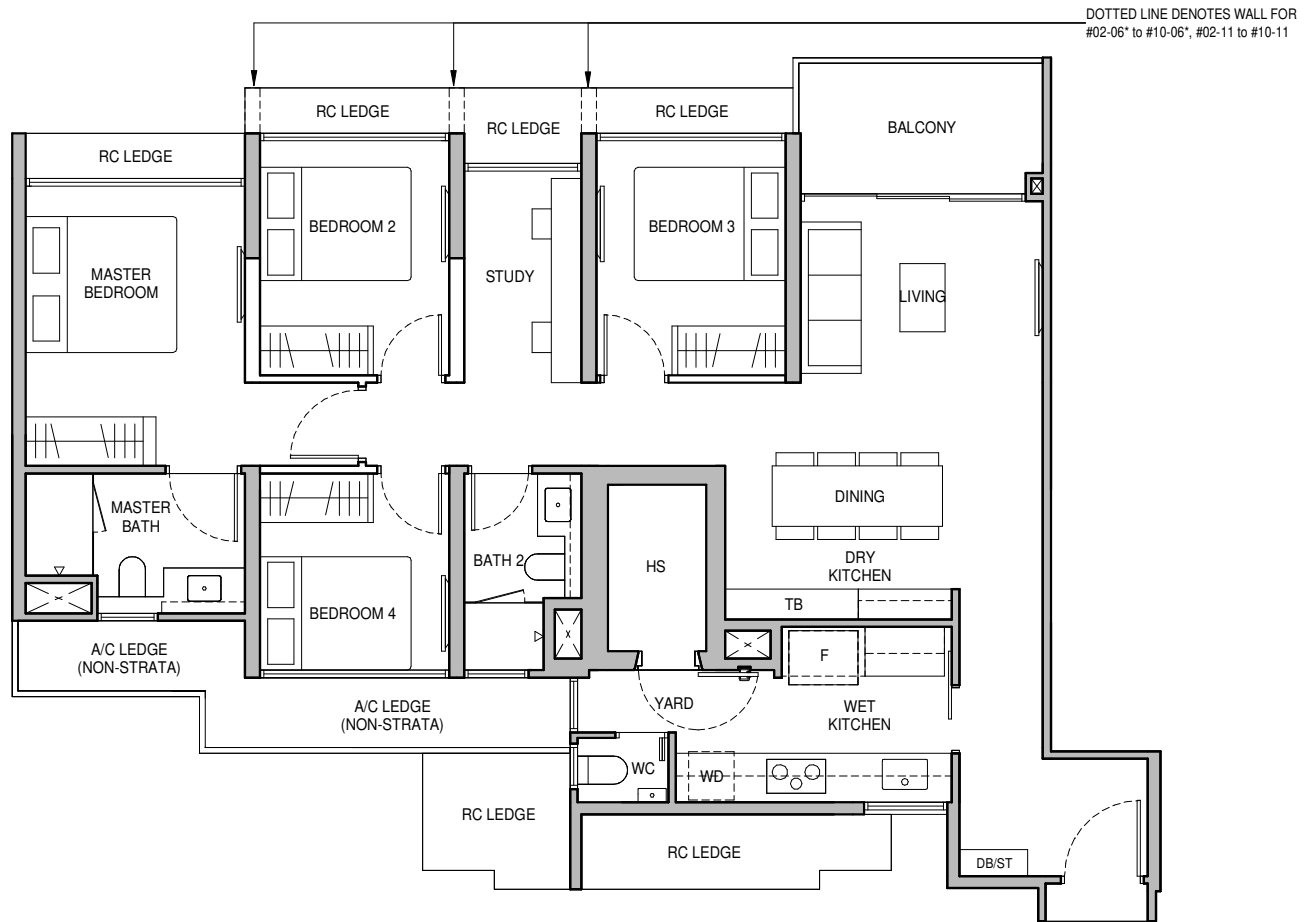 DOTTED LINE DENOTES WALL FOR
#02-06* to #10-06*, #02-11 to #10-11
RC LEDGE
RC LEDGE
RC LEDGE
BALCONY
RC LEDGE
BEDROOM 2
BEDROOM 3
MASTER
BEDROOM
STUDY
LIVING
DINING
MASTER
BATH
BATH 2
HS
DRY
KITCHEN
TB
BEDROOM 4
A/C LEDGE
(NON-STRATA)
F
A/C LEDGE
(NON-STRATA)
YARD
WET
KITCHEN
WC
WD
RC LEDGE
RC LEDGE
DB/ST